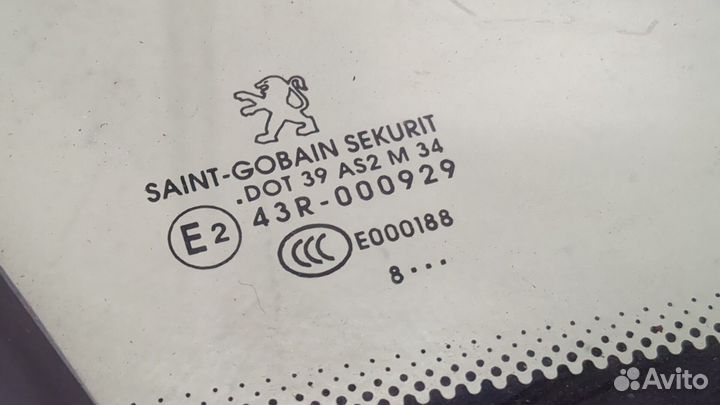 SAINT-GOBAIN SEKURIT
.DOT 39 AS2 M 34
43R-000929
E2
CCC E000188
8...
Avito